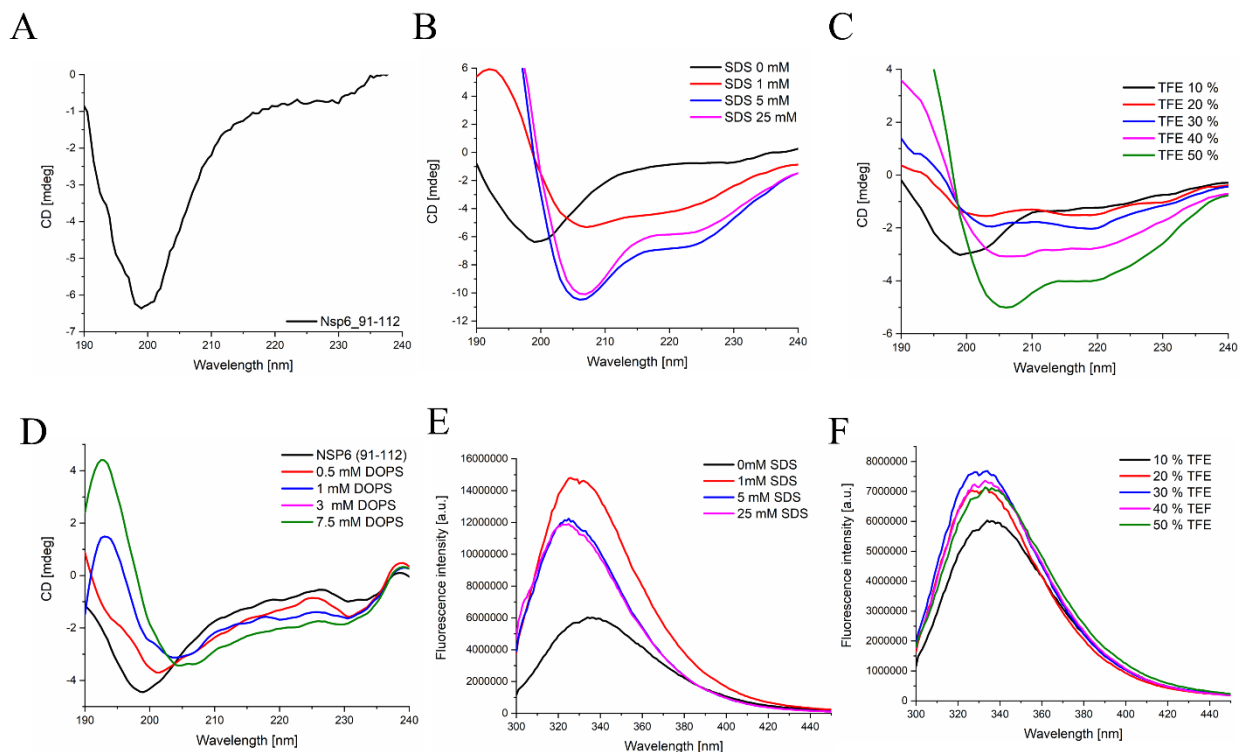 A
CD [mdeg]
0
-1
-2
-3
-4
-5
-6
-7
190 200 210 220 230 240
Wavelength [nm]
Nsp6_91-112
B
CD [mdeg]
6
4
2
0
-2
-4
-6
-8
-10
-12
190 200 210 220 230 240
Wavelength [nm]
SDS 0 mM
SDS 1 mM
SDS 5 mM
SDS 25 mM
C
CD [mdeg]
4
2
0
-2
-4
-6
190 200 210 220 230 240
Wavelength [nm]
TFE 10 %
TFE 20 %
TFE 30 %
TFE 40 %
TFE 50 %
D
CD [mdeg]
4
2
0
-2
-4
190 200 210 220 230 240
Wavelength [nm]
NSP6 (91-112)
0.5 mM DOPS
1 mM DOPS
3 mM DOPS
7.5 mM DOPS
E
Fluorescence intensity [a.u.]
16000000
14000000
12000000
10000000
8000000
6000000
4000000
2000000
0
300 320 340 360 380 400 420 440
Wavelength [nm]
0mM SDS
1mM SDS
5 mM SDS
25 mM SDS
F
Fluorescence intensity [a.u.]
8000000
7000000
6000000
5000000
4000000
3000000
2000000
1000000
0
300 320 340 360 380 400 420 440
Wavelength [nm]
10 % TFE
20 % TFE
30 % TFE
40 % TEF
50 % TFE